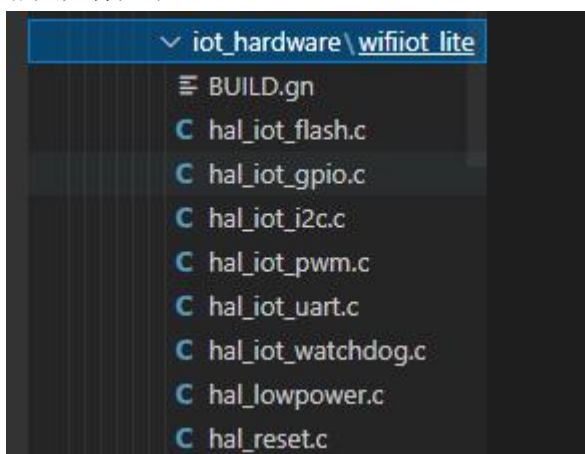 iot_hardware\wifiiot_lite
BUILD.gn
C hal_iot_flash.c
C hal_iot_gpio.c
C hal_iot_i2c.c
C hal_iot_pwm.c
C hal_iot_uart.c
C hal_iot_watchdog.c
C hal_lowpower.c
C hal_reset.c